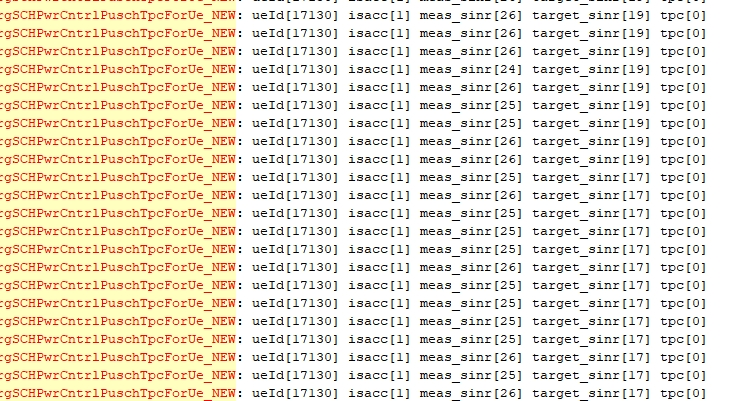 rgSCHPwrCntrlPuschTpcForUe_NEW: ueId[17130] isacc[1] meas_sinr[26] target_sinr[19] tpc[0]
rgSCHPwrCntrlPuschTpcForUe_NEW: ueId[17130] isacc[1] meas_sinr[26] target_sinr[19] tpc[0]
rgSCHPwrCntrlPuschTpcForUe_NEW: ueId[17130] isacc[1] meas_sinr[26] target_sinr[19] tpc[0]
rgSCHPwrCntrlPuschTpcForUe_NEW: ueId[17130] isacc[1] meas_sinr[24] target_sinr[19] tpc[0]
rgSCHPwrCntrlPuschTpcForUe_NEW: ueId[17130] isacc[1] meas_sinr[26] target_sinr[19] tpc[0]
rgSCHPwrCntrlPuschTpcForUe_NEW: ueId[17130] isacc[1] meas_sinr[25] target_sinr[19] tpc[0]
rgSCHPwrCntrlPuschTpcForUe_NEW: ueId[17130] isacc[1] meas_sinr[25] target_sinr[19] tpc[0]
rgSCHPwrCntrlPuschTpcForUe_NEW: ueId[17130] isacc[1] meas_sinr[26] target_sinr[19] tpc[0]
rgSCHPwrCntrlPuschTpcForUe_NEW: ueId[17130] isacc[1] meas_sinr[26] target_sinr[19] tpc[0]
rgSCHPwrCntrlPuschTpcForUe_NEW: ueId[17130] isacc[1] meas_sinr[25] target_sinr[17] tpc[0]
rgSCHPwrCntrlPuschTpcForUe_NEW: ueId[17130] isacc[1] meas_sinr[26] target_sinr[17] tpc[0]
rgSCHPwrCntrlPuschTpcForUe_NEW: ueId[17130] isacc[1] meas_sinr[25] target_sinr[17] tpc[0]
rgSCHPwrCntrlPuschTpcForUe_NEW: ueId[17130] isacc[1] meas_sinr[25] target_sinr[17] tpc[0]
rgSCHPwrCntrlPuschTpcForUe_NEW: ueId[17130] isacc[1] meas_sinr[25] target_sinr[17] tpc[0]
rgSCHPwrCntrlPuschTpcForUe_NEW: ueId[17130] isacc[1] meas_sinr[26] target_sinr[17] tpc[0]
rgSCHPwrCntrlPuschTpcForUe_NEW: ueId[17130] isacc[1] meas_sinr[25] target_sinr[17] tpc[0]
rgSCHPwrCntrlPuschTpcForUe_NEW: ueId[17130] isacc[1] meas_sinr[25] target_sinr[17] tpc[0]
rgSCHPwrCntrlPuschTpcForUe_NEW: ueId[17130] isacc[1] meas_sinr[25] target_sinr[17] tpc[0]
rgSCHPwrCntrlPuschTpcForUe_NEW: ueId[17130] isacc[1] meas_sinr[25] target_sinr[17] tpc[0]
rgSCHPwrCntrlPuschTpcForUe_NEW: ueId[17130] isacc[1] meas_sinr[26] target_sinr[17] tpc[0]
rgSCHPwrCntrlPuschTpcForUe_NEW: ueId[17130] isacc[1] meas_sinr[25] target_sinr[17] tpc[0]
rgSCHPwrCntrlPuschTpcForUe_NEW: ueId[17130] isacc[1] meas_sinr[26] target_sinr[17] tpc[0]